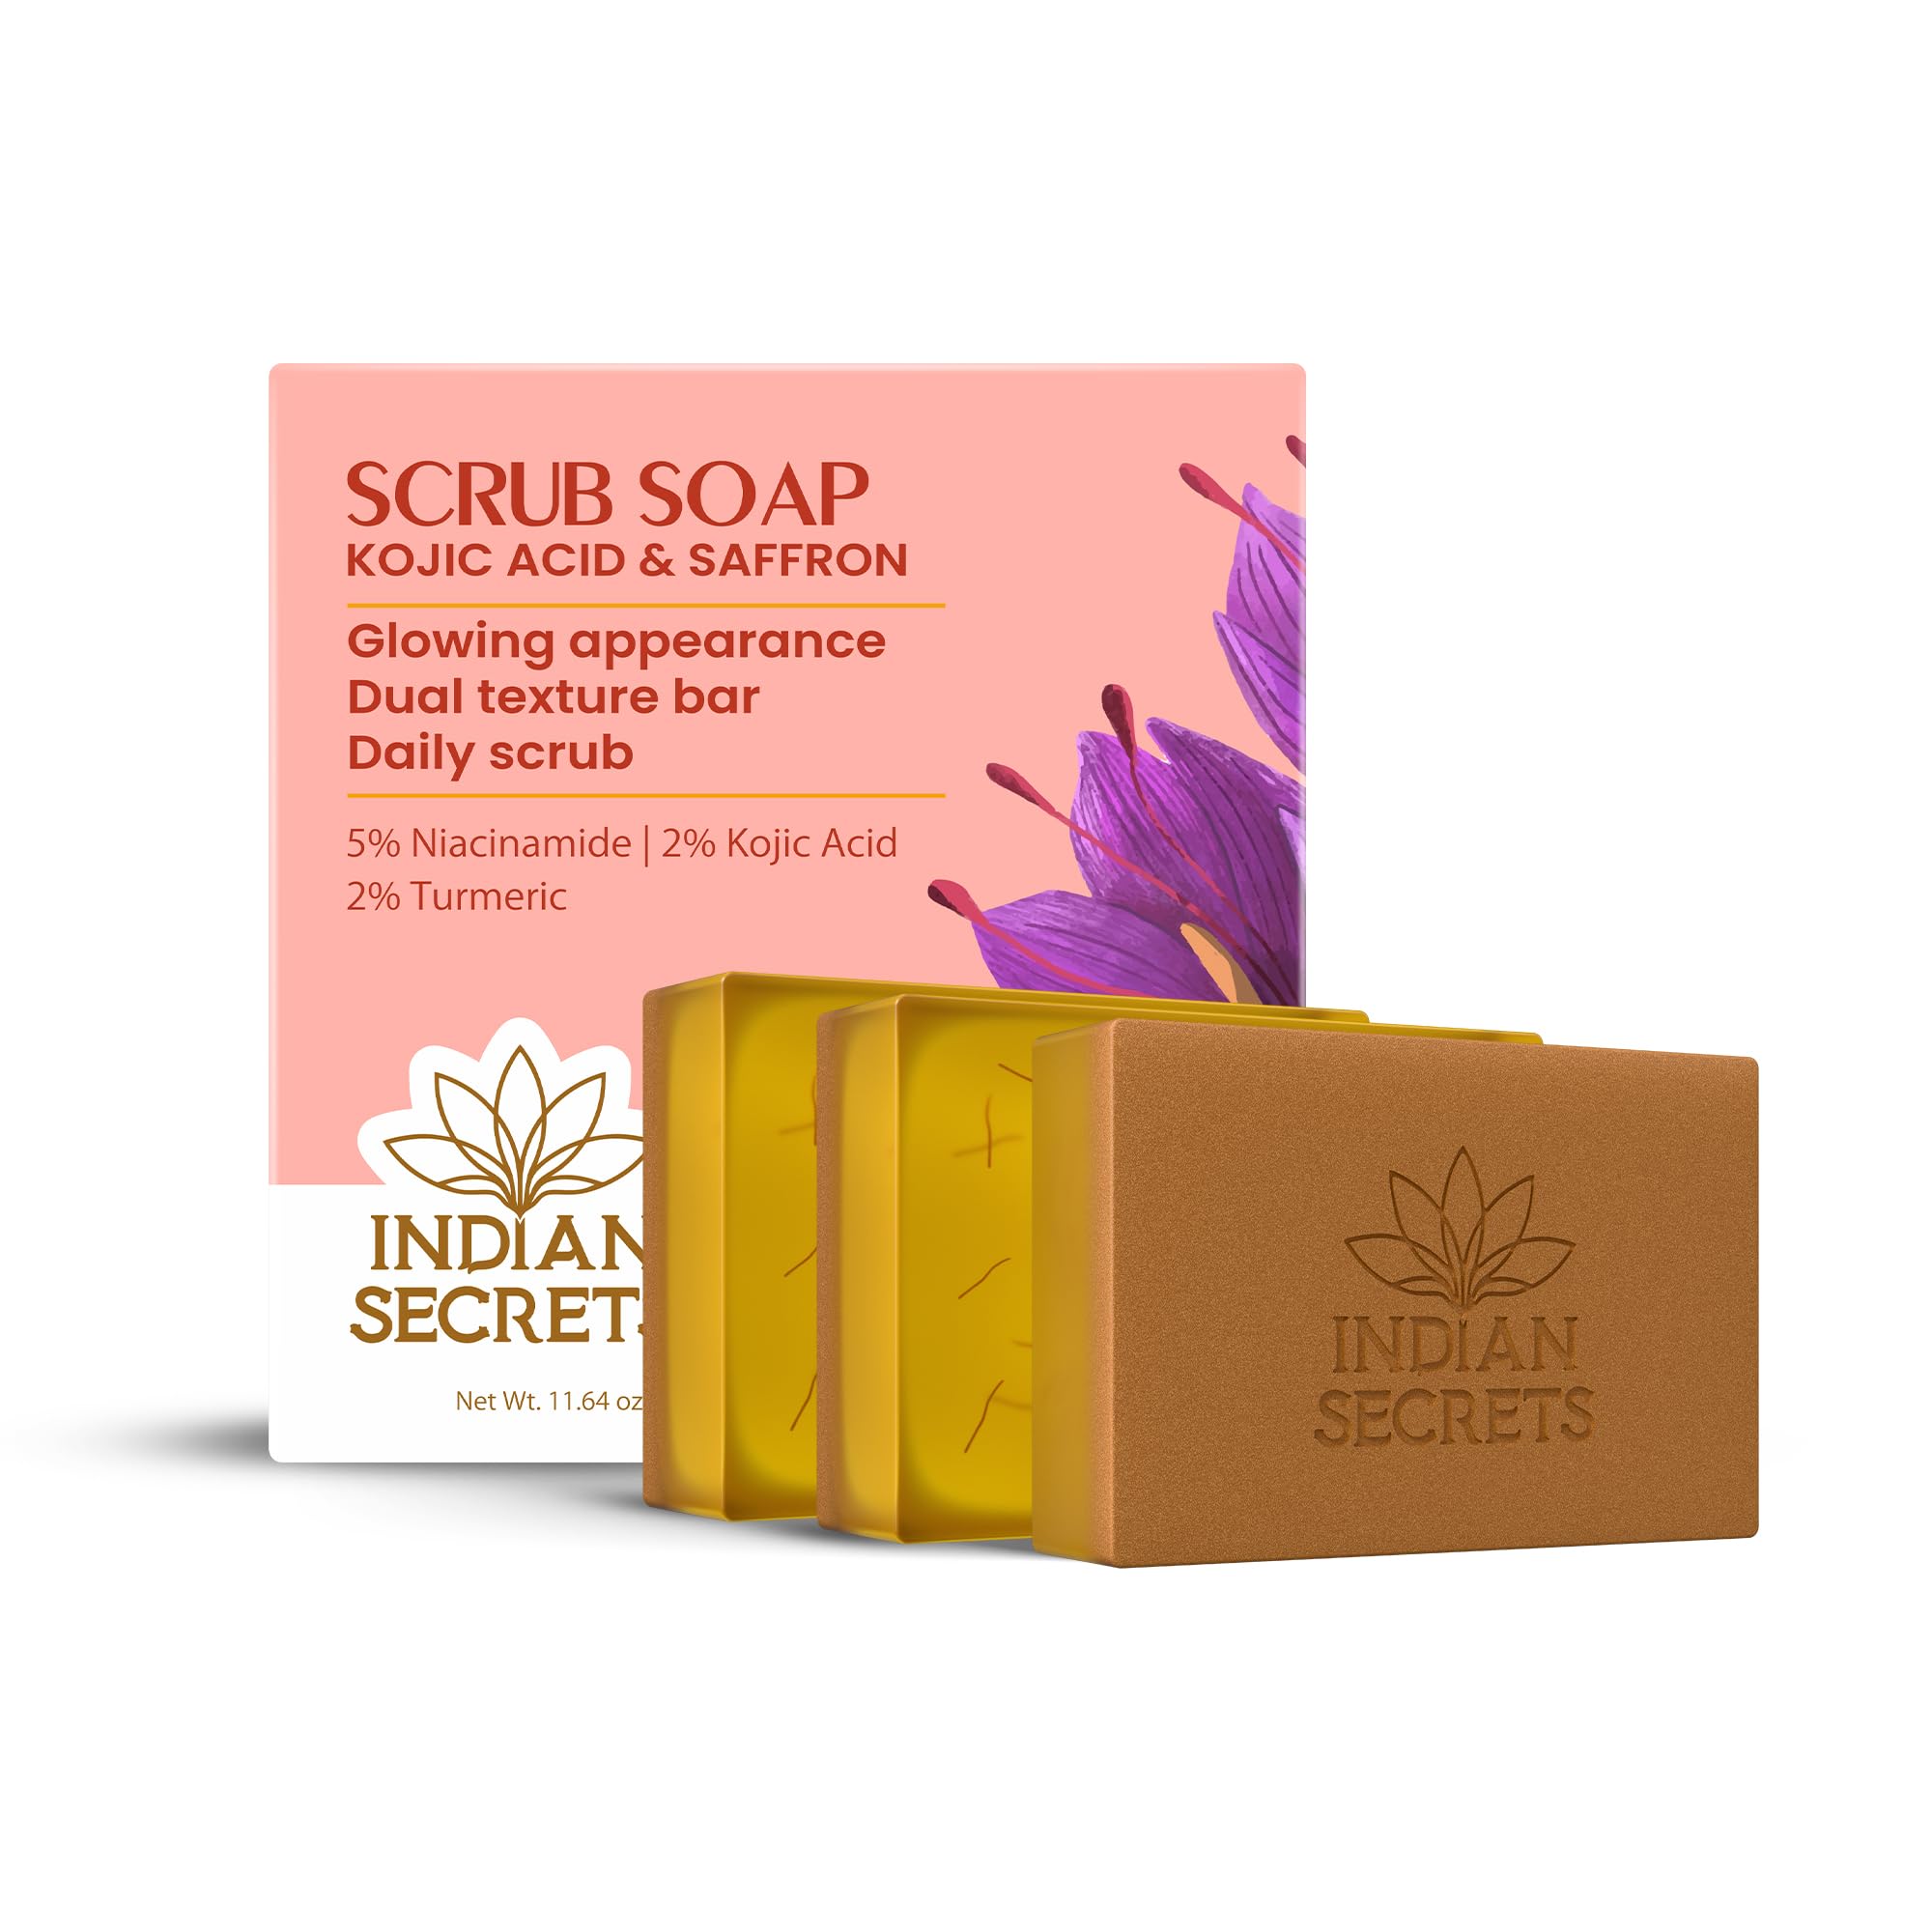 SCRUB SOAP
KOJIC ACID & SAFFRON
Glowing appearance
Dual texture bar
Daily scrub
5% Niacinamide | 2% Kojic Acid
2% Turmeric
INDIAN
SECRETS
Net Wt. 11.64 oz
INDIAN
SECRETS